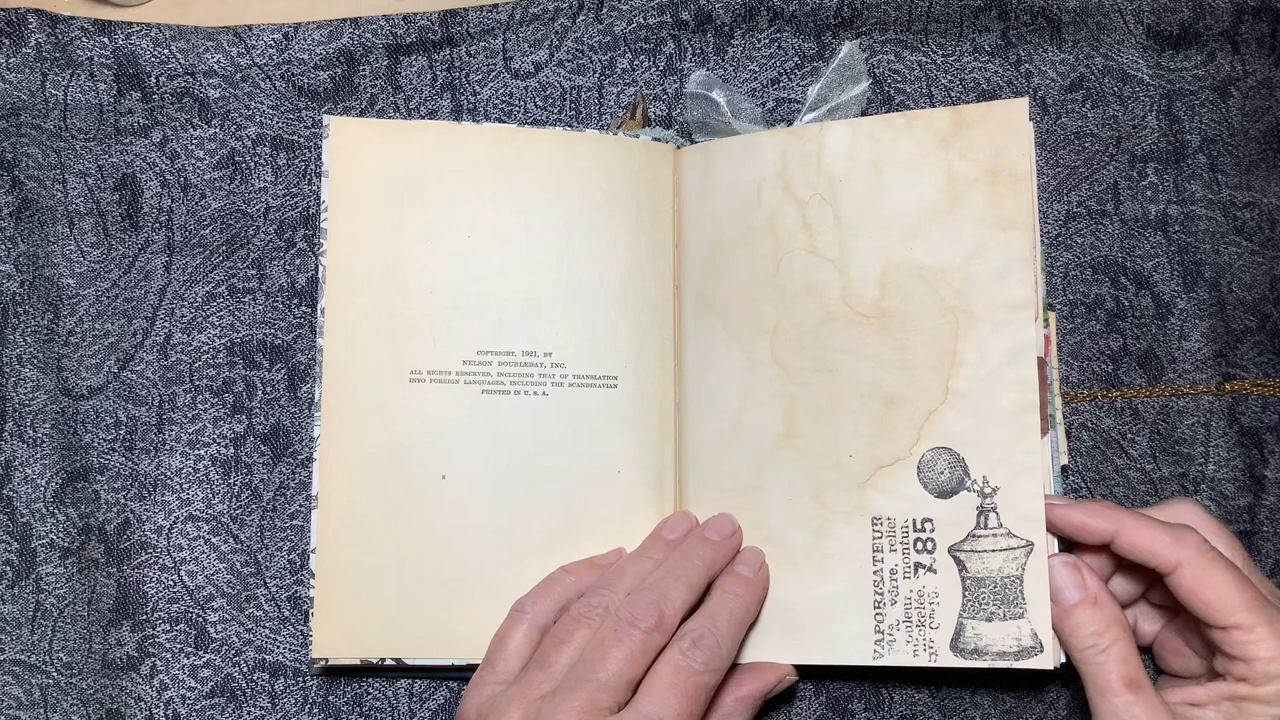 COPYRIGHT, 1921, BY
NELSON DOUBLEDAY, INC.
ALL RIGHTS RESERVED, INCLUDING THAT OF TRANSLATION
INTO FOREIGN LANGUAGES, INCLUDING THE SCANDINAVIAN
PRINTED IN U. S. A.
VAPORISATEUR
relief
couleur, monture
nickelée.
785